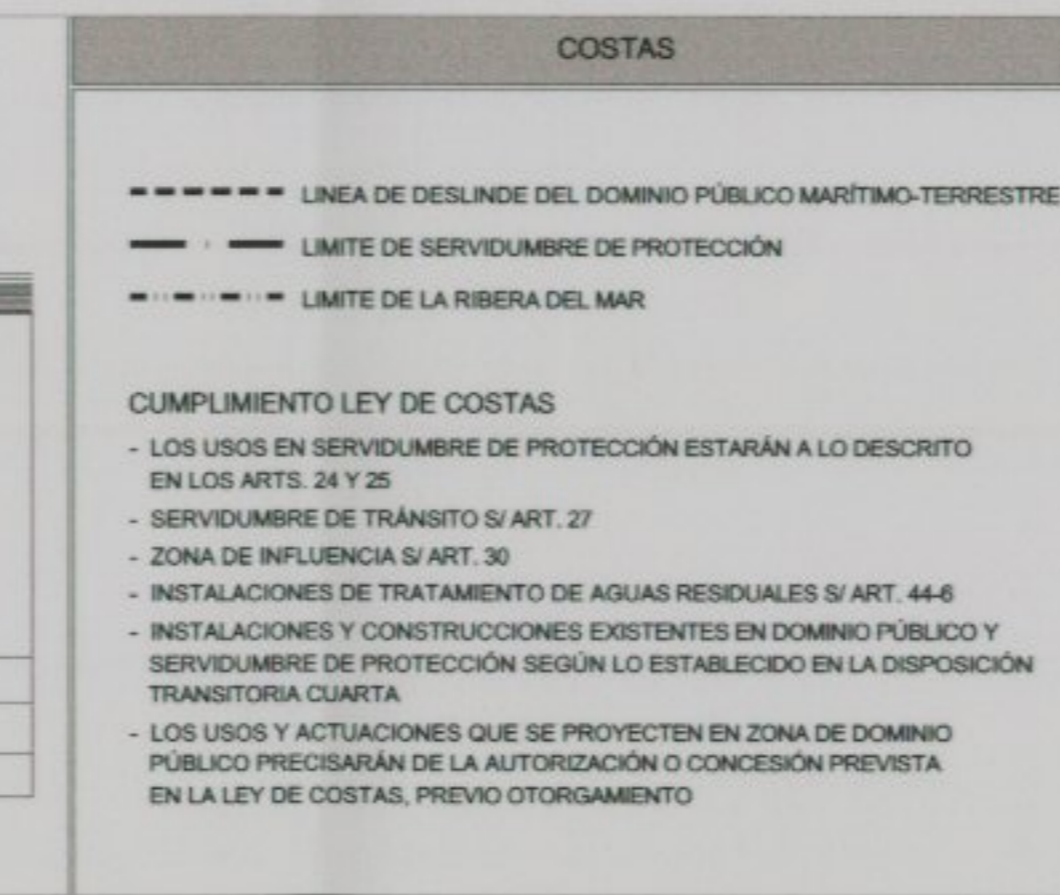 COSTAS
LINEA DE DESLINDE DEL DOMINIO PÚBLICO MARÍTIMO-TERRESTRE
LIMITE DE SERVIDUMBRE DE PROTECCIÓN
LIMITE DE LA RIBERA DEL MAR
CUMPLIMIENTO LEY DE COSTAS
- LOS USOS EN SERVIDUMBRE DE PROTECCIÓN ESTARÁN A LO DESCRITO
EN LOS ARTS. 24 Y 25
- SERVIDUMBRE DE TRÁNSITO S/ ART. 27
- ZONA DE INFLUENCIA S/ ART. 30
- INSTALACIONES DE TRATAMIENTO DE AGUAS RESIDUALES S/ ART. 44-6
- INSTALACIONES Y CONSTRUCCIONES EXISTENTES EN DOMINIO PÚBLICO Y
SERVIDUMBRE DE PROTECCIÓN SEGÚN LO ESTABLECIDO EN LA DISPOSICIÓN
TRANSITORIA CUARTA
- LOS USOS Y ACTUACIONES QUE SE PROYECTEN EN ZONA DE DOMINIO
PÚBLICO PRECISARÁN DE LA AUTORIZACIÓN O CONCESIÓN PREVISTA
EN LA LEY DE COSTAS, PREVIO OTORGAMIENTO